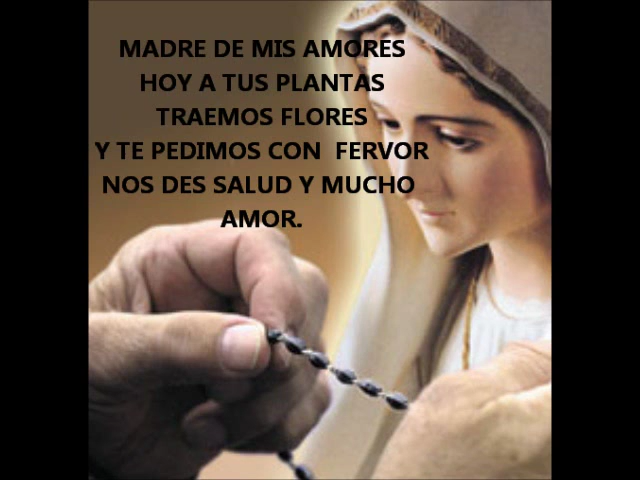 MADRE DE MIS AMORES
HOY A TUS PLANTAS
TRAEMOS FLORES
Y TE PEDIMOS CON  FERVOR
NOS DES SALUD Y MUCHO
AMOR.